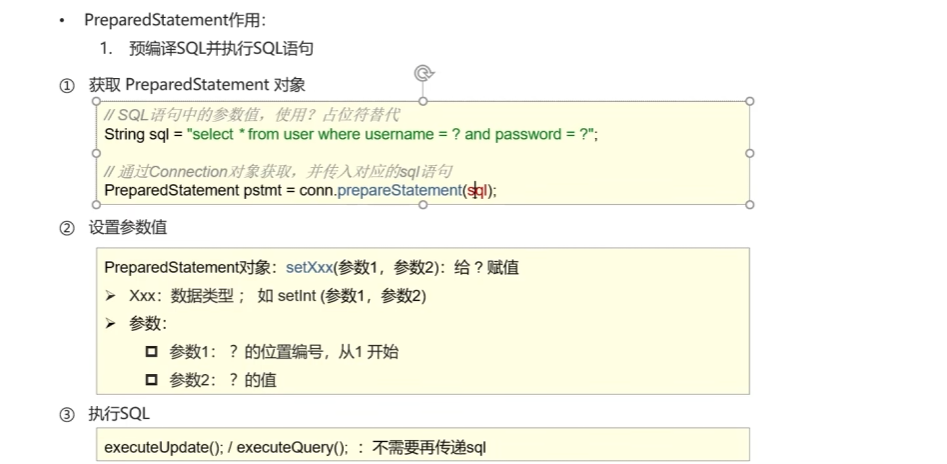 • PreparedStatement作用：
1. 预编译SQL并执行SQL语句
① 获取 PreparedStatement 对象
// SQL语句中的参数值，使用？占位符替代
String sql = "select * from user where username = ? and password = ?";
// 通过Connection对象获取，并传入对应的sql语句
PreparedStatement pstmt = conn.prepareStatement(sql);
② 设置参数值
PreparedStatement对象：setXxx(参数1，参数2)：给 ? 赋值
➢ Xxx：数据类型 ； 如 setInt (参数1，参数2)
➢ 参数：
参数1： ？的位置编号，从1 开始
参数2： ？的值
③ 执行SQL
executeUpdate(); / executeQuery(); ：不需要再传递sql